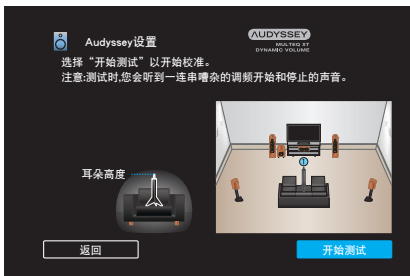 Audyssey设置
AUDYSSEY
MULTEQ XT
DYNAMIC VOLUME
选择“开始测试”以开始校准。
注意:测试时,您会听到一连串嘈杂的调频开始和停止的声音。
耳朵高度
1
返回
开始测试